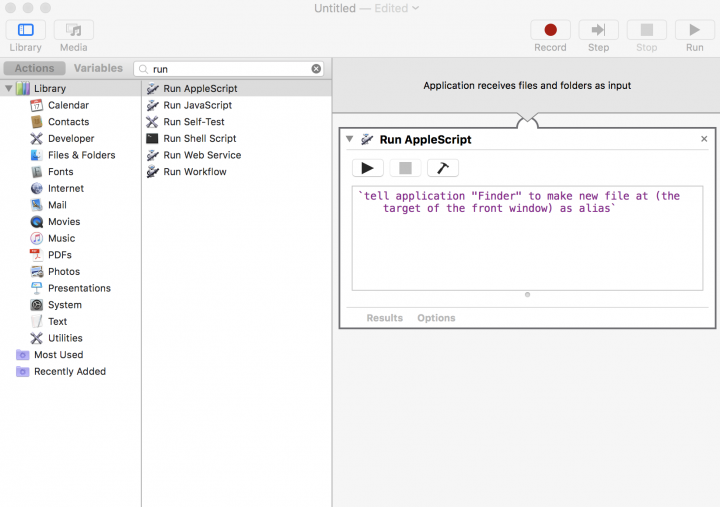 Untitled — Edited
Library
Media
Record
Step
Stop
Run
Actions
Variables
run
Library
Calendar
17
Contacts
Developer
Files & Folders
Fonts
Internet
Mail
Movies
Music
PDFs
Photos
Presentations
System
Text
Utilities
Most Used
Recently Added
Run AppleScript
Run JavaScript
Run Self-Test
Run Shell Script
Run Web Service
Run Workflow
Application receives files and folders as input
Run AppleScript
`tell application "Finder" to make new file at (the
target of the front window) as alias`
Results
Options